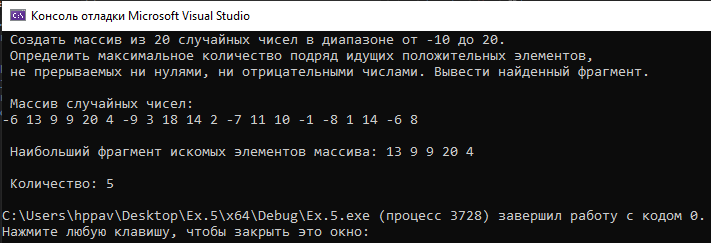 Консоль отладки Microsoft Visual Studio
Создать массив из 20 случайных чисел в диапазоне от -10 до 20.
Определить максимальное количество подряд идущих положительных элементов,
не прерываемых ни нулями, ни отрицательными числами. Вывести найденный фрагмент.
Массив случайных чисел:
-6 13 9 9 20 4 -9 3 18 14 2 -7 11 10 -1 -8 1 14 -6 8
Наибольший фрагмент искомых элементов массива: 13 9 9 20 4
Количество: 5
C:\Users\hppav\Desktop\Ex.5\x64\Debug\Ex.5.exe (процесс 3728) завершил работу с кодом 0.
Нажмите любую клавишу, чтобы закрыть это окно: